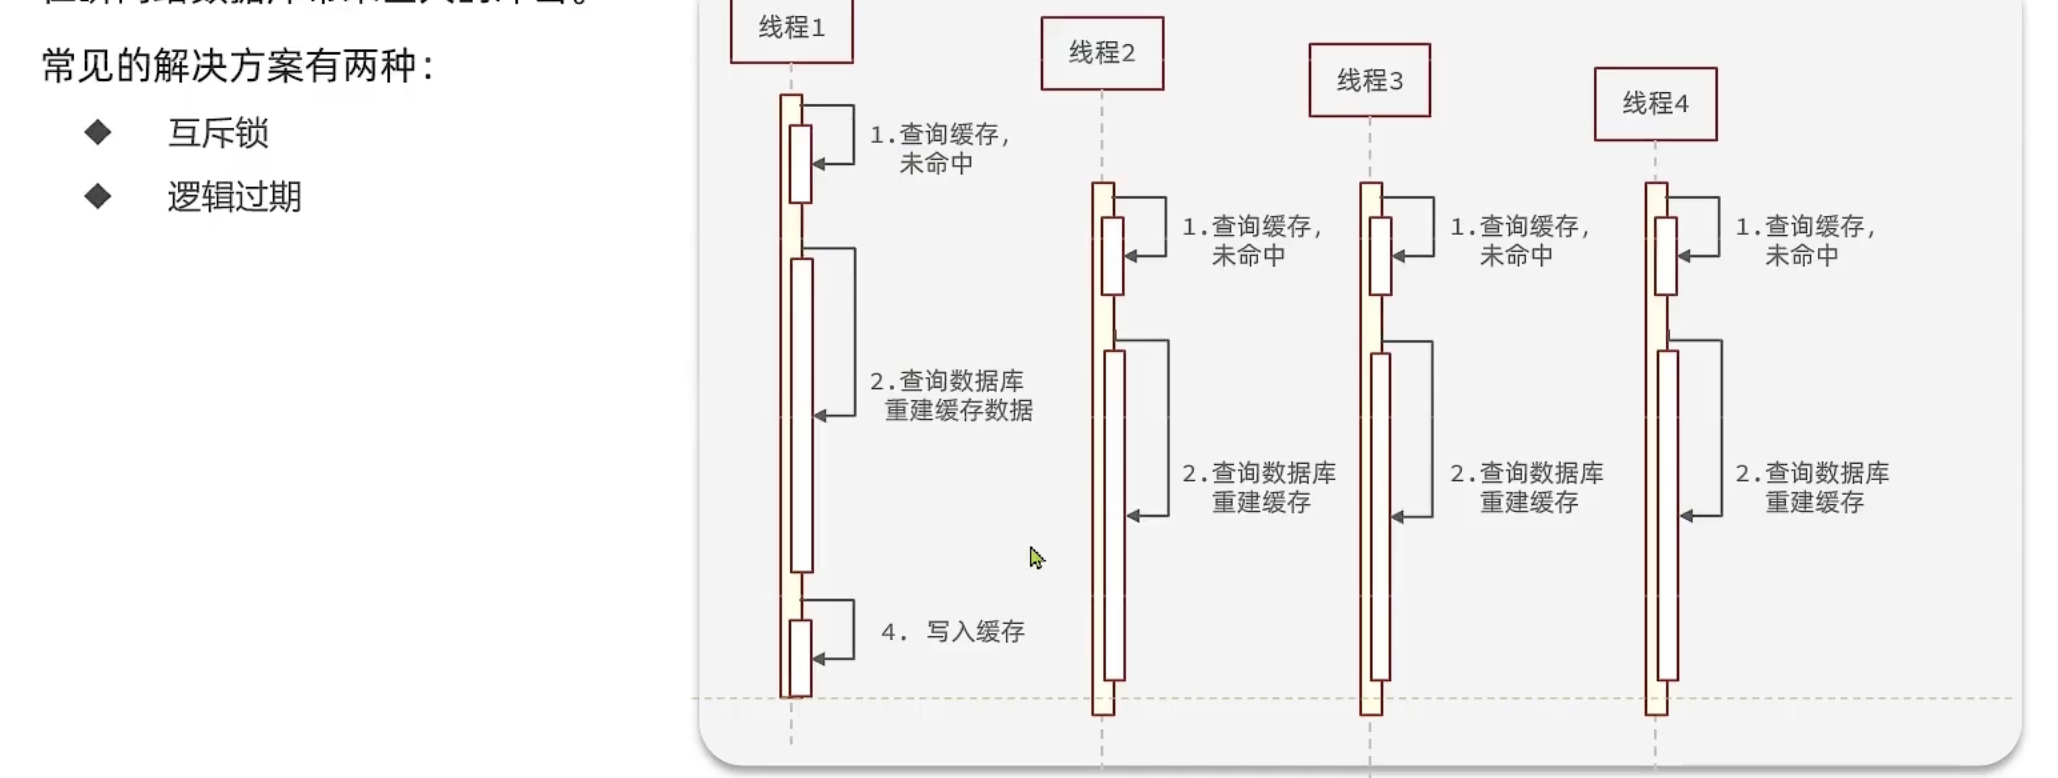 常见的解决方案有两种：
互斥锁
逻辑过期
线程1
线程2
线程3
线程4
1.查询缓存，
未命中
1.查询缓存，
未命中
1.查询缓存，
未命中
1.查询缓存，
未命中
2.查询数据库
重建缓存数据
2.查询数据库
重建缓存
2.查询数据库
重建缓存
2.查询数据库
重建缓存
4. 写入缓存